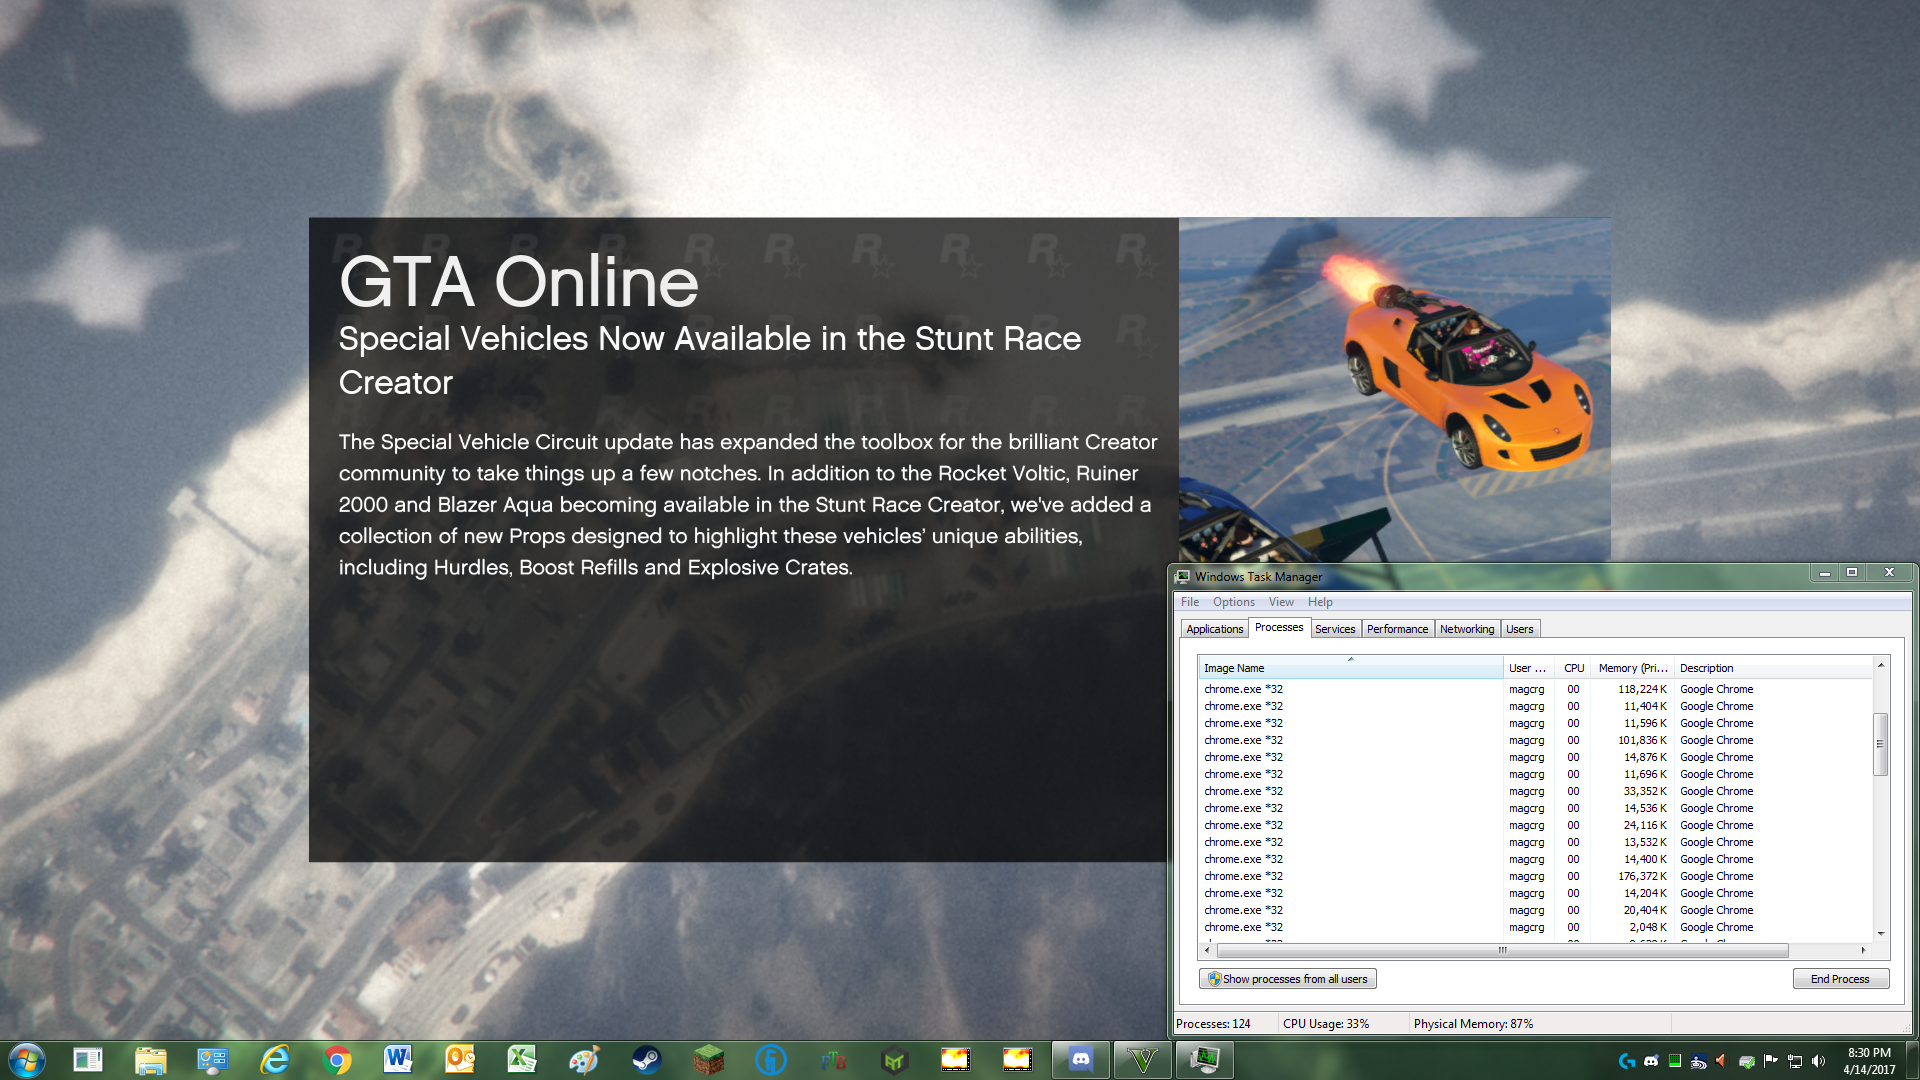 GTA Online
Special Vehicles Now Available in the Stunt Race
Creator
The Special Vehicle Circuit update has expanded the toolbox for the brilliant Creator
community to take things up a few notches. In addition to the Rocket Voltic, Ruiner
2000 and Blazer Aqua becoming available in the Stunt Race Creator, we've added a
collection of new Props designed to highlight these vehicles' unique abilities,
including Hurdles, Boost Refills and Explosive Crates.
Windows Task Manager
File Options View Help
Applications Processes Services Performance Networking Users
Image Name User ... CPU Memory (Pri... Description
chrome.exe *32 magcrg 00 118,224 K Google Chrome
chrome.exe *32 magcrg 00 11,404 K Google Chrome
chrome.exe *32 magcrg 00 11,596 K Google Chrome
chrome.exe *32 magcrg 00 101,836 K Google Chrome
chrome.exe *32 magcrg 00 14,876 K Google Chrome
chrome.exe *32 magcrg 00 11,696 K Google Chrome
chrome.exe *32 magcrg 00 33,352 K Google Chrome
chrome.exe *32 magcrg 00 14,536 K Google Chrome
chrome.exe *32 magcrg 00 24,116 K Google Chrome
chrome.exe *32 magcrg 00 13,532 K Google Chrome
chrome.exe *32 magcrg 00 14,400 K Google Chrome
chrome.exe *32 magcrg 00 176,372 K Google Chrome
chrome.exe *32 magcrg 00 14,204 K Google Chrome
chrome.exe *32 magcrg 00 20,404 K Google Chrome
chrome.exe *32 magcrg 00 2,048 K Google Chrome
Show processes from all users End Process
Processes: 124 CPU Usage: 33% Physical Memory: 87%
8:30 PM
4/14/2017